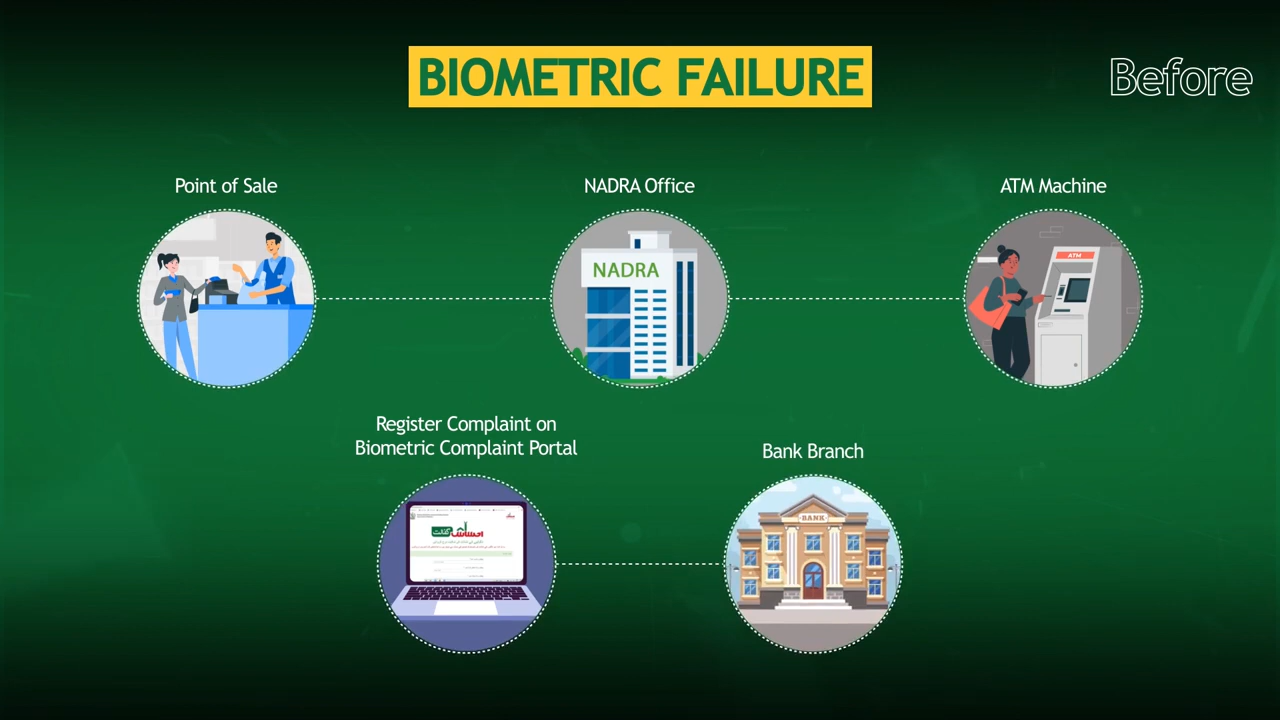 BIOMETRIC FAILURE
Before
Point of Sale
NADRA Office
ATM Machine
NADRA
ATM
Register Complaint on
Biometric Complaint Portal
Bank Branch
BANK
احساس